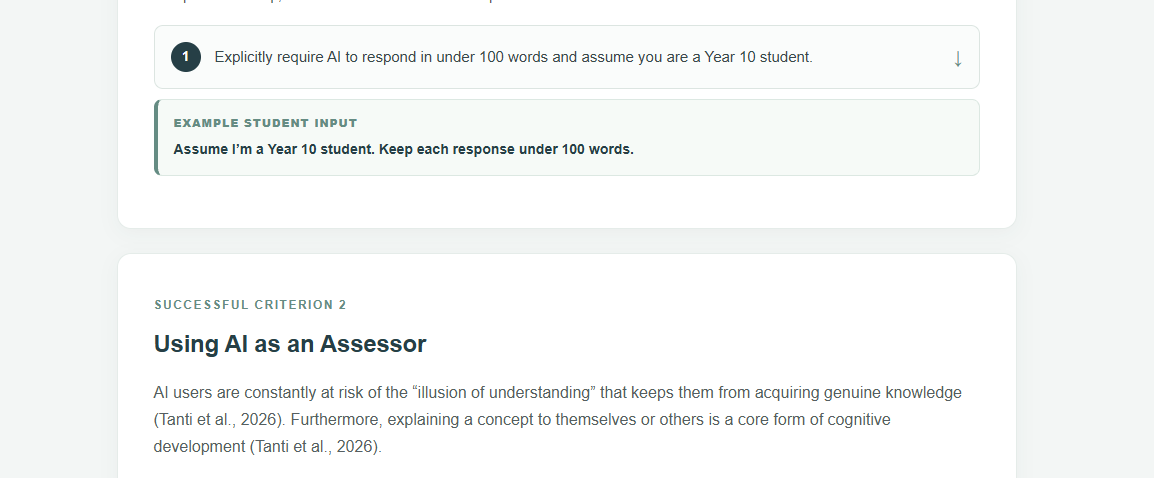 1 Explicitly require AI to respond in under 100 words and assume you are a Year 10 student. ↓
EXAMPLE STUDENT INPUT
Assume I’m a Year 10 student. Keep each response under 100 words.
SUCCESSFUL CRITERION 2
Using AI as an Assessor
AI users are constantly at risk of the “illusion of understanding” that keeps them from acquiring genuine knowledge
(Tanti et al., 2026). Furthermore, explaining a concept to themselves or others is a core form of cognitive
development (Tanti et al., 2026).